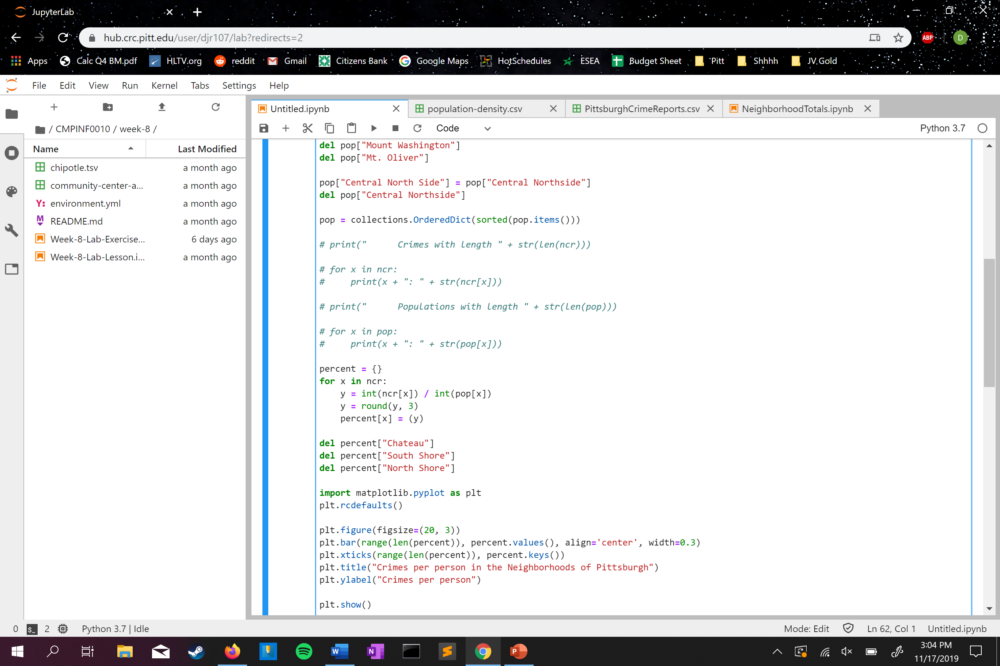 JupyterLab
hub.crc.pitt.edu/user/djr107/lab?redirects=2
ABP
D
Apps Calc Q4 BM.pdf HLTV.org reddit Gmail Citizens Bank Google Maps HotSchedules ESEA Budget Sheet Pitt Shhhh JV Gold
File Edit View Run Kernel Tabs Settings Help
/ CMPINF0010 / week-8 /
Name Last Modified
chipotle.tsv a month ago
community-center-a... a month ago
Y: environment.yml a month ago
M README.md a month ago
Week-8-Lab-Exercise... 6 days ago
Week-8-Lab-Lesson.i... a month ago
Untitled.ipynb population-density.csv PittsburghCrimeReports.csv NeighborhoodTotals.ipynb
Code Python 3.7
del pop["Mount Washington"]
del pop["Mt. Oliver"]
pop["Central North Side"] = pop["Central Northside"]
del pop["Central Northside"]
pop = collections.OrderedDict(sorted(pop.items()))
# print("      Crimes with length " + str(len(ncr)))
# for x in ncr:
#     print(x + ": " + str(ncr[x]))
# print("      Populations with length " + str(len(pop)))
# for x in pop:
#     print(x + ": " + str(pop[x]))
percent = {}
for x in ncr:
    y = int(ncr[x]) / int(pop[x])
    y = round(y, 3)
    percent[x] = (y)
del percent["Chateau"]
del percent["South Shore"]
del percent["North Shore"]
import matplotlib.pyplot as plt
plt.rcdefaults()
plt.figure(figsize=(20, 3))
plt.bar(range(len(percent)), percent.values(), align='center', width=0.3)
plt.xticks(range(len(percent)), percent.keys())
plt.title("Crimes per person in the Neighborhoods of Pittsburgh")
plt.ylabel("Crimes per person")
plt.show()
0 $_ 2 Python 3.7 | Idle Mode: Edit Ln 62, Col 1 Untitled.ipynb
W N S P
3:04 PM
11/17/2019